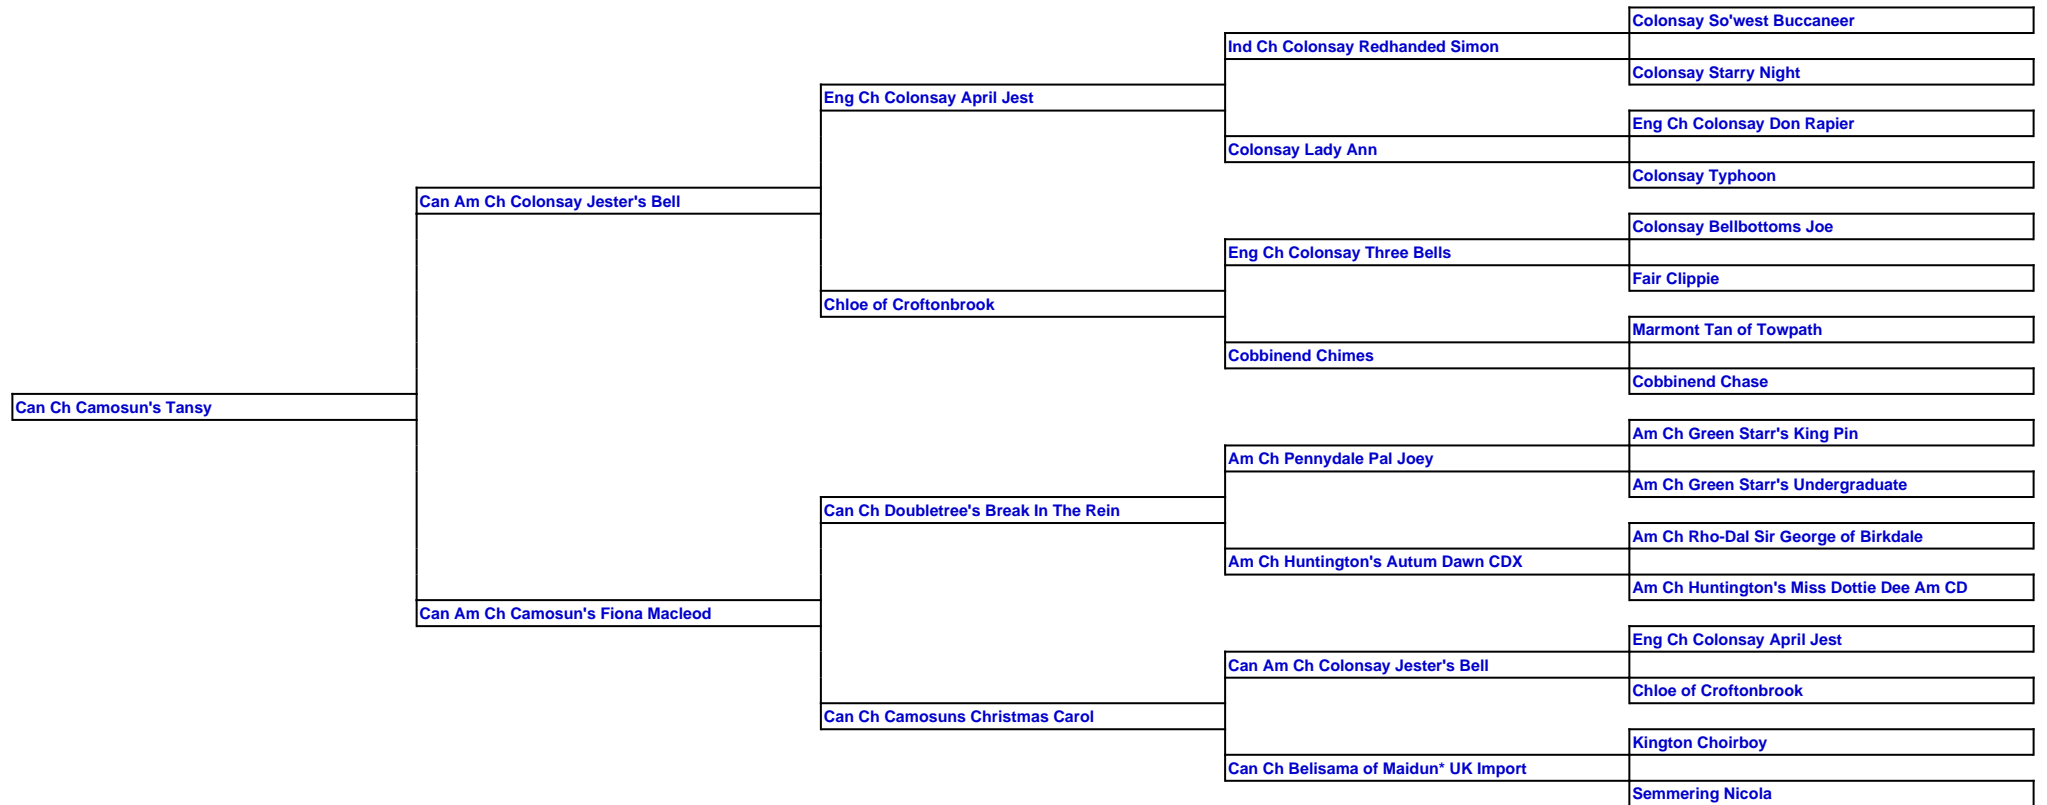 Colonsay So'west Buccaneer
Ind Ch Colonsay Redhanded Simon
Colonsay Starry Night
Eng Ch Colonsay April Jest
Eng Ch Colonsay Don Rapier
Colonsay Lady Ann
Colonsay Typhoon
Can Am Ch Colonsay Jester's Bell
Colonsay Bellbottoms Joe
Eng Ch Colonsay Three Bells
Fair Clippie
Chloe of Croftonbrook
Marmont Tan of Towpath
Cobbinend Chimes
Cobbinend Chase
Can Ch Camosun's Tansy
Am Ch Green Starr's King Pin
Am Ch Pennydale Pal Joey
Am Ch Green Starr's Undergraduate
Can Ch Doubletree's Break In The Rein
Am Ch Rho-Dal Sir George of Birkdale
Am Ch Huntington's Autum Dawn CDX
Am Ch Huntington's Miss Dottie Dee Am CD
Can Am Ch Camosun's Fiona Macleod
Eng Ch Colonsay April Jest
Can Am Ch Colonsay Jester's Bell
Chloe of Croftonbrook
Can Ch Camosuns Christmas Carol
Kington Choirboy
Can Ch Belisama of Maidun* UK Import
Semmering Nicola